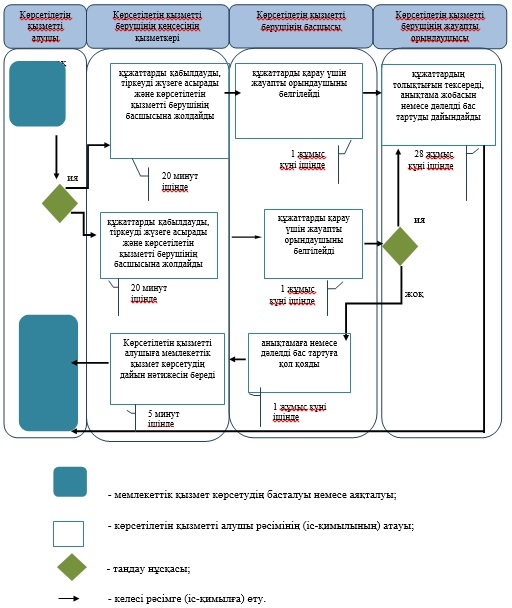 Көрсетілетін
қызметті
алушы
Көрсетілетін қызметті
берушінің кеңсесінің
қызметкері
Көрсетілетін қызметті
берушінің басшысы
Көрсетілетін қызметті
берушінің жауапты
орындаушысы
құжаттарды қабылдауды,
тіркеуді жүзеге асырады
және көрсетілетін
қызметті берушінің
басшысына жолдайды
құжаттарды қарау үшін
жауапты орындаушыны
белгілейді
құжаттардың
толықтығын тексереді,
анықтама жобасын
немесе дәлелді бас
тартуды дайындайды
20 минут
ішінде
1 жұмыс
күні ішінде
28 жұмыс
күні ішінде
ия
құжаттарды қабылдауды,
тіркеуді жүзеге асырады
және көрсетілетін
қызметті берушінің
басшысына жолдайды
құжаттарды қарау
үшін жауапты
орындаушыны
белгілейді
ия
20 минут
ішінде
1 жұмыс
күні ішінде
жоқ
Көрсетілетін қызметті
алушыға мемлекеттік
қызмет көрсетудің
дайын нәтижесін береді
анықтамаға немесе
дәлелді бас тартуға
қол қояды
5 минут
ішінде
1 жұмыс күні
ішінде
- мемлекеттік қызмет көрсетудің басталуы немесе аяқталуы;
- көрсетілетін қызметті алушы рәсімінің (іс-қимылының) атауы;
- таңдау нұсқасы;
- келесі рәсімге (іс-қимылға) өту.